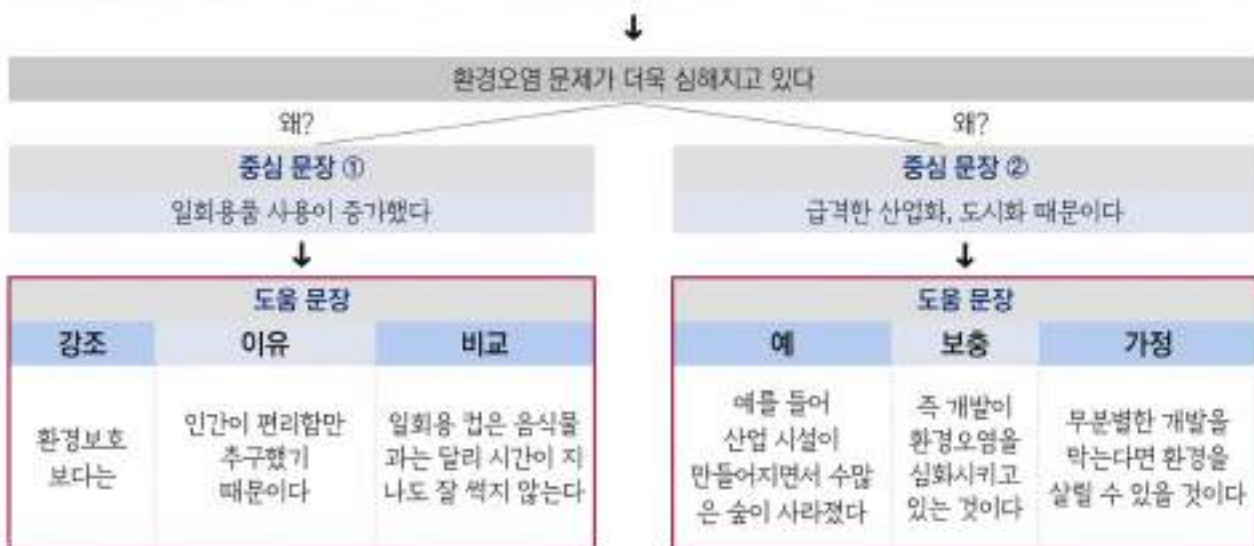 환경오염 문제가 더욱 심해지고 있다
왜?
왜?
중심 문장 ①
일회용품 사용이 증가했다
도움 문장
강조
이유
비교
환경보호
보다는
인간이 편리함만
추구했기
때문이다
일회용 컵은 음식물
과는 달리 시간이 지
나도 잘 썩지 않는다
중심 문장 ②
급격한 산업화, 도시화 때문이다
도움 문장
예
보충
가정
예를 들어
산업 시설이
만들어지면서 수많
은 숲이 사라졌다
즉 개발이
환경오염을
심화시키고
있는 것이다
무분별한 개발을
막는다면 환경을
살릴 수 있을 것이다